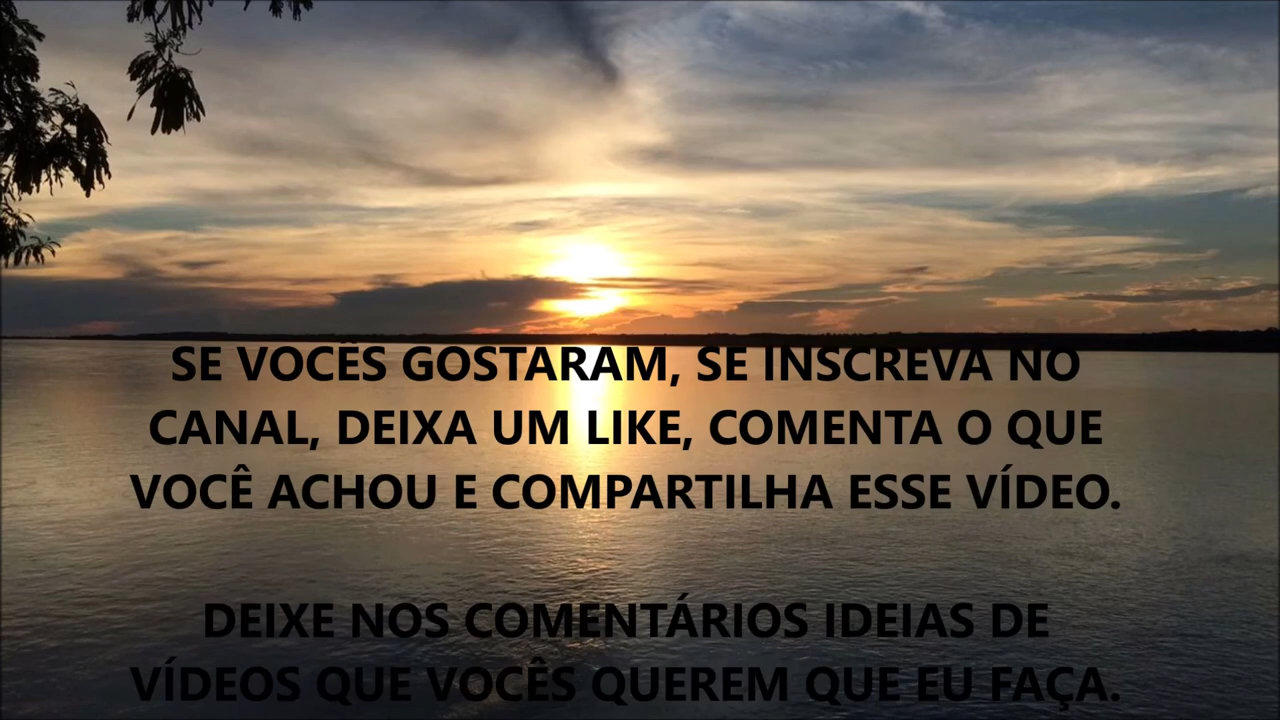 SE VOCÊS GOSTARAM, SE INSCREVA NO
CANAL, DEIXA UM LIKE, COMENTA O QUE
VOCÊ ACHOU E COMPARTILHA ESSE VÍDEO.
DEIXE NOS COMENTÁRIOS IDEIAS DE
VÍDEOS QUE VOCÊS QUEREM QUE EU FAÇA.